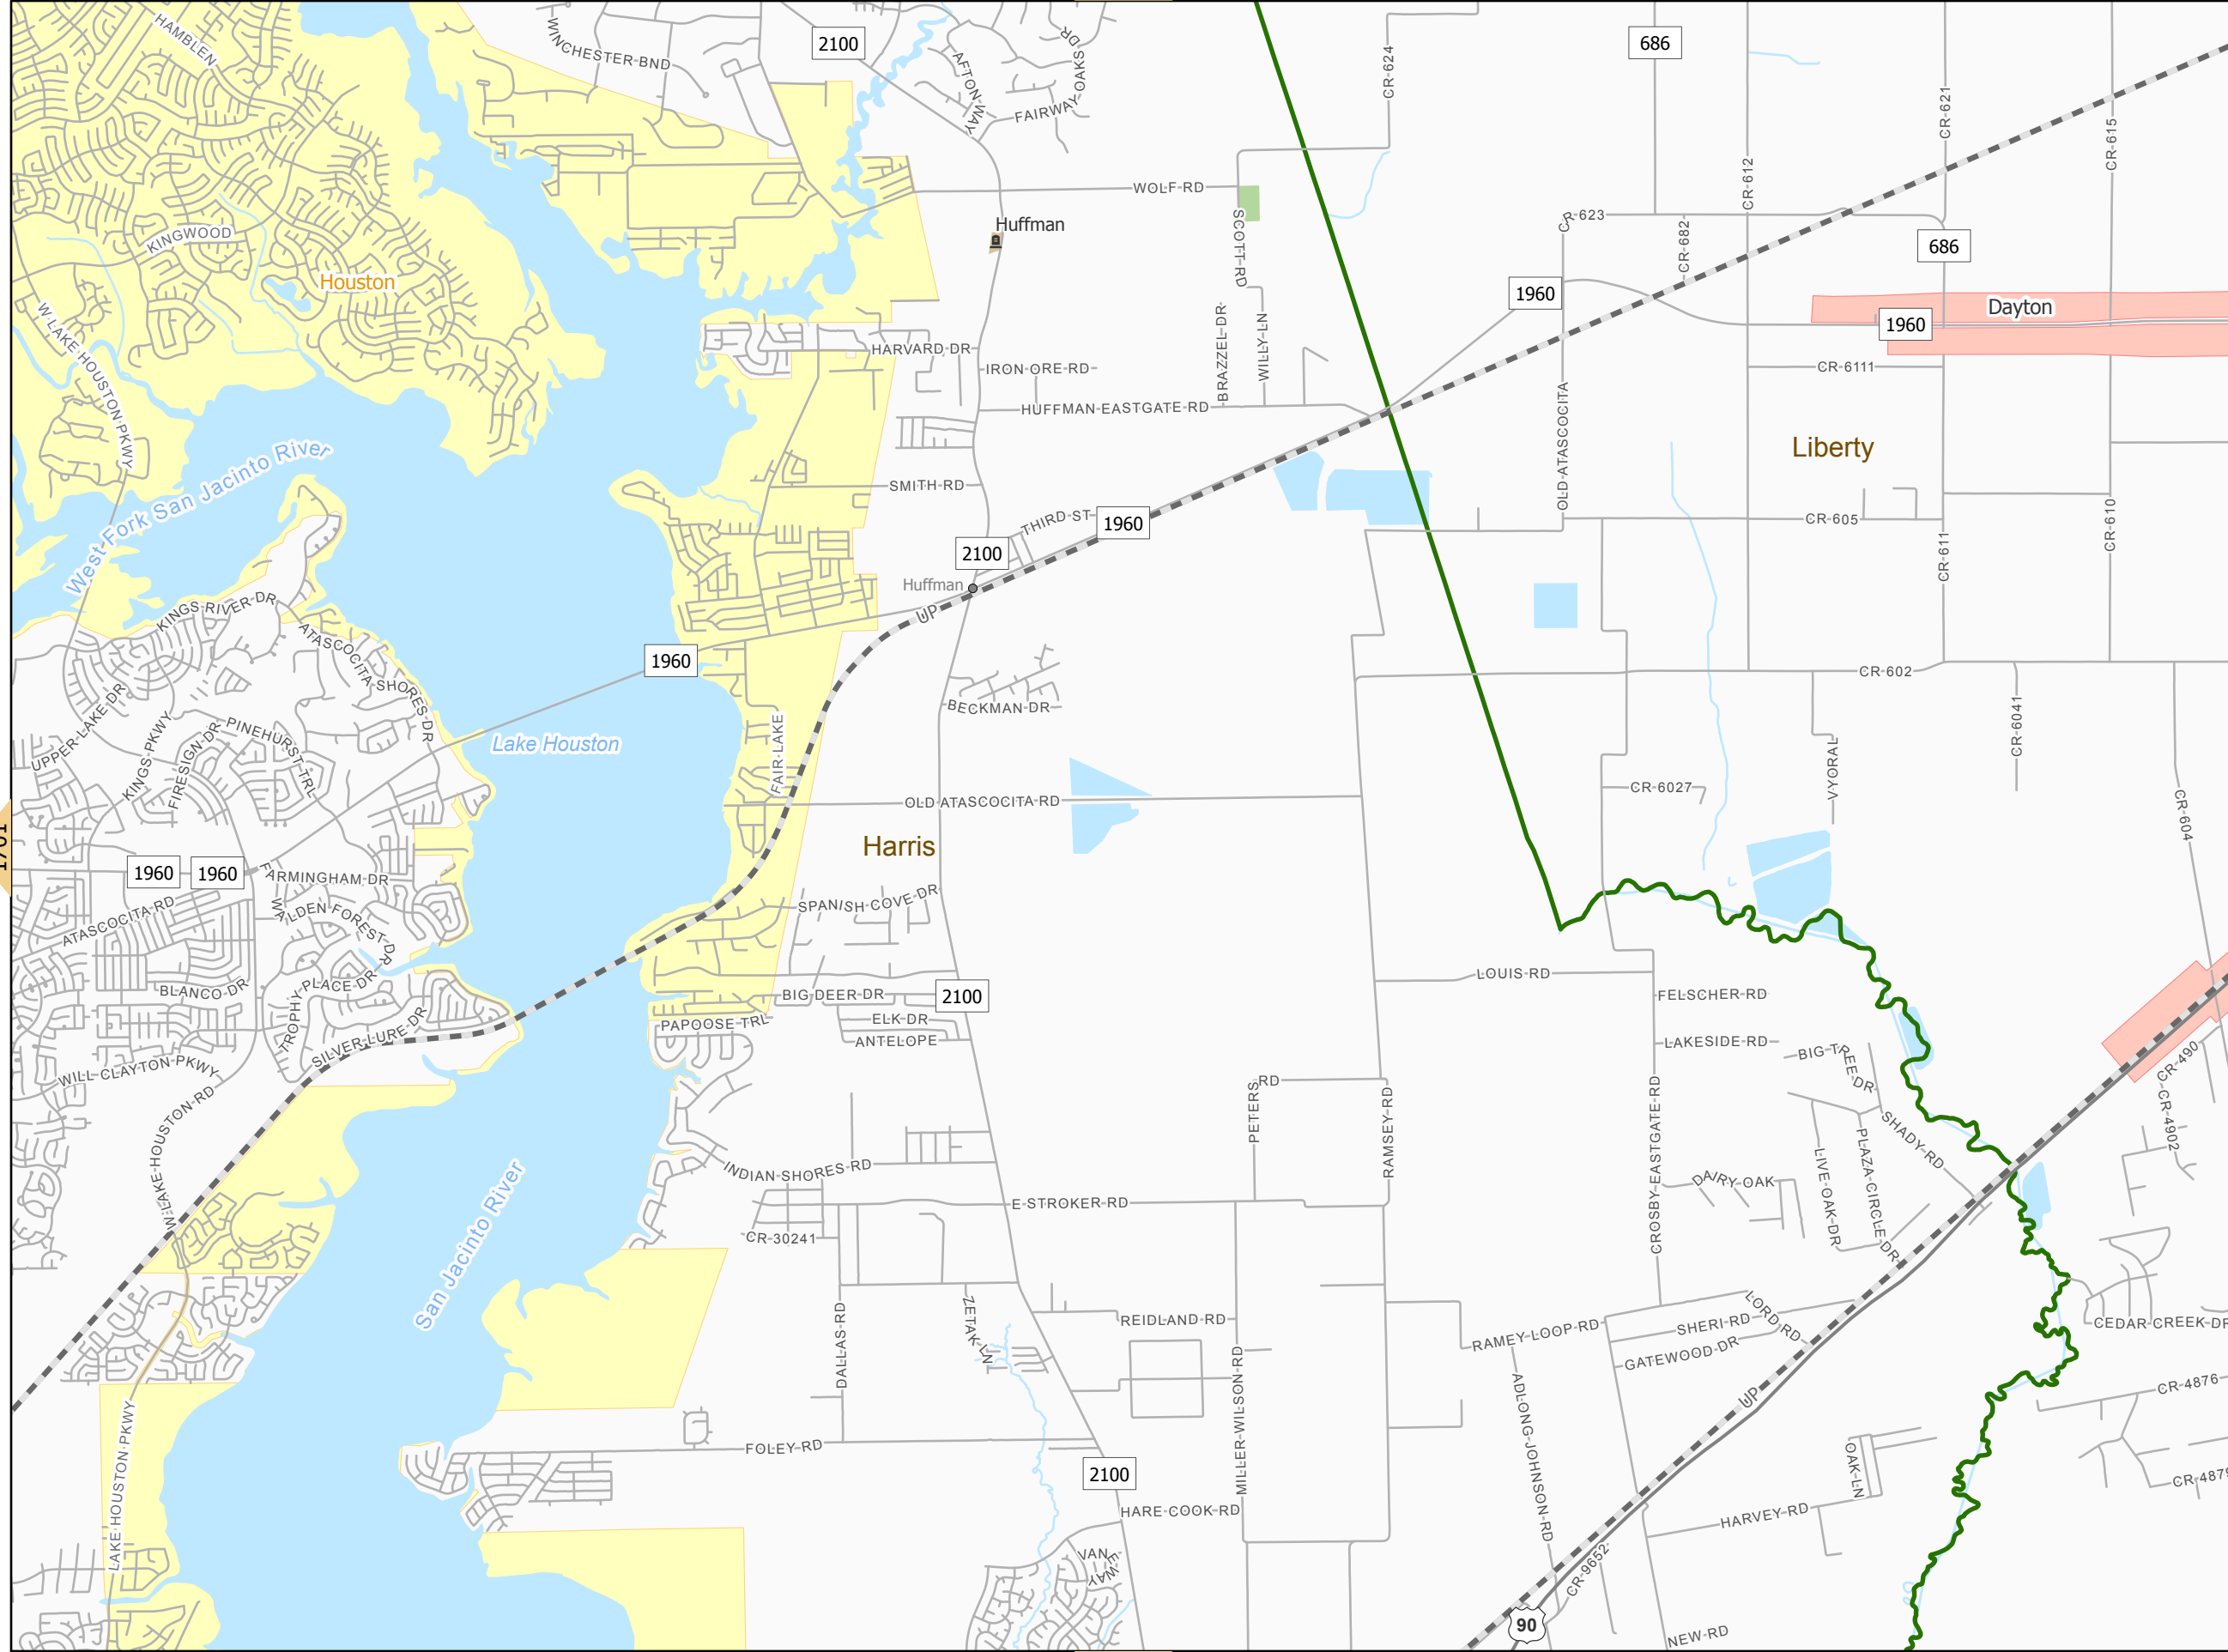 HAMBLEN
WINCHESTER BND
2100
AFTON WAY
FAIRWAY OAKS DR
CR-624
686
CR-612
CR-621
CR-615
WOLF RD
Huffman
SCOTT RD
CR-623
CR-682
686
KINGWOOD
Houston
W LAKE HOUSTON PKWY
1960
1960
Dayton
HARVARD DR
IRON ORE RD
BRAZZEL DR
WILLY LN
HUFFMAN EASTGATE RD
CR-6111
OLD ATASCOCITA
Liberty
West Fork San Jacinto River
SMITH RD
THIRD ST
1960
2100
CR-605
CR-611
CR-610
Huffman
UP
KINGS RIVER DR
ATASCOCITA SHORES DR
1960
CR-602
CR-6041
UPPER LAKE DR
KINGS PKWY
FIRESIGN DR
PINEHURST TRL
BECKMAN DR
Lake Houston
FAIR LAKE
VYORAL
CR-6027
CR-604
OLD ATASCOCITA RD
Harris
1960
1960
FARMINGHAM DR
WALDEN FOREST DR
ATASCOCITA RD
SPANISH COVE DR
BLANCO DR
TROPHY PLACE DR
SILVER LURE DR
BIG DEER DR
2100
PAPOOSE TRL
ELK DR
ANTELOPE
LOUIS RD
FELSCHER RD
LAKESIDE RD
BIG TREE DR
WILL CLAYTON PKWY
W LAKE HOUSTON RD
PETERS RD
RAMSEY RD
CROSBY EASTGATE RD
SHADY RD
PLAZA CIRCLE DR
LIVE OAK DR
DAIRY OAK
CR-490
CR-4902
INDIAN SHORES RD
E STROKER RD
CR-30241
San Jacinto River
DALLAS RD
ZETAK LN
REIDLAND RD
MILLER WILSON RD
RAMEY LOOP RD
LORD RD
SHERI RD
GATEWOOD DR
CEDAR CREEK DR
CR-4876
CR-4879
UP
ADLONG JOHNSON RD
LAKE HOUSTON PKWY
FOLEY RD
2100
HARE COOK RD
OAK LN
HARVEY RD
VAN E WAY
CR-9652
90
NEW RD